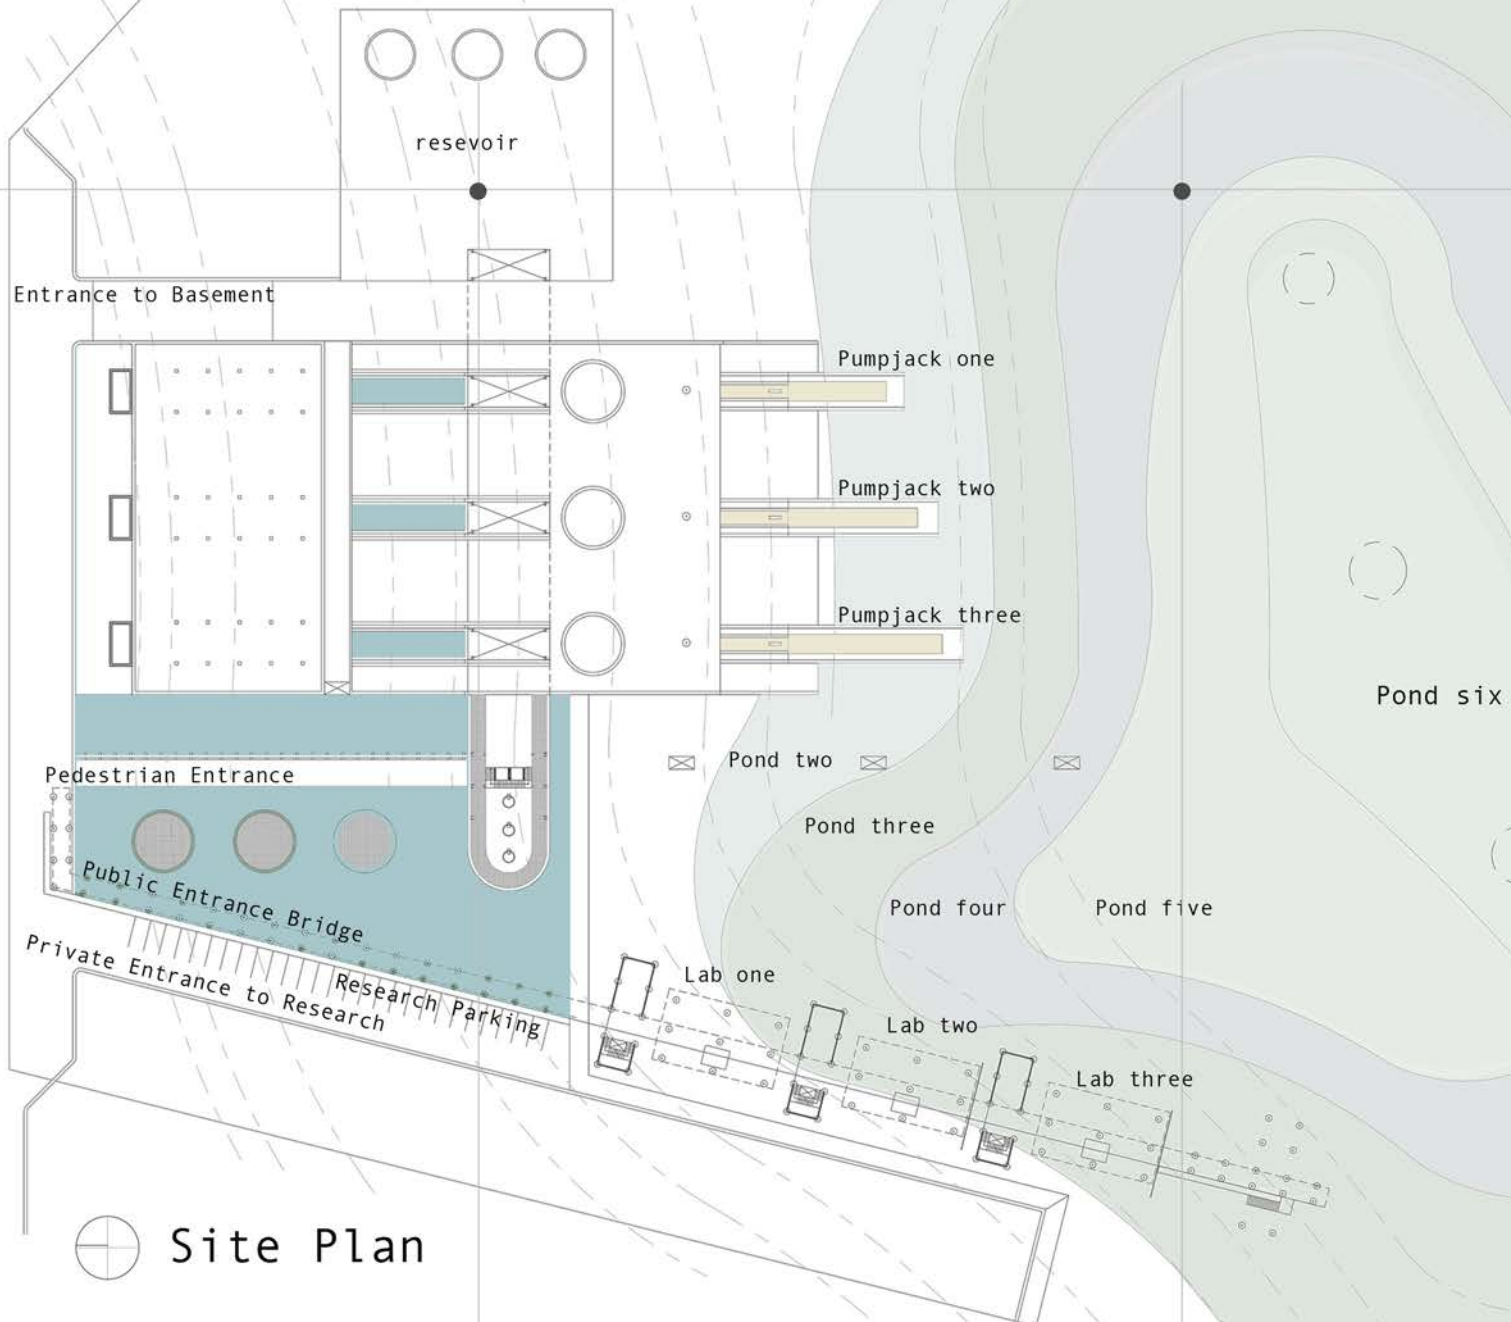 resevoir
Entrance to Basement
Pumpjack one
Pumpjack two
Pumpjack three
Pond six
Pond two
Pedestrian Entrance
Pond three
Public Entrance Bridge
Pond four
Pond five
Private Entrance to Research
Research Parking
Lab one
Lab two
Lab three
Site Plan